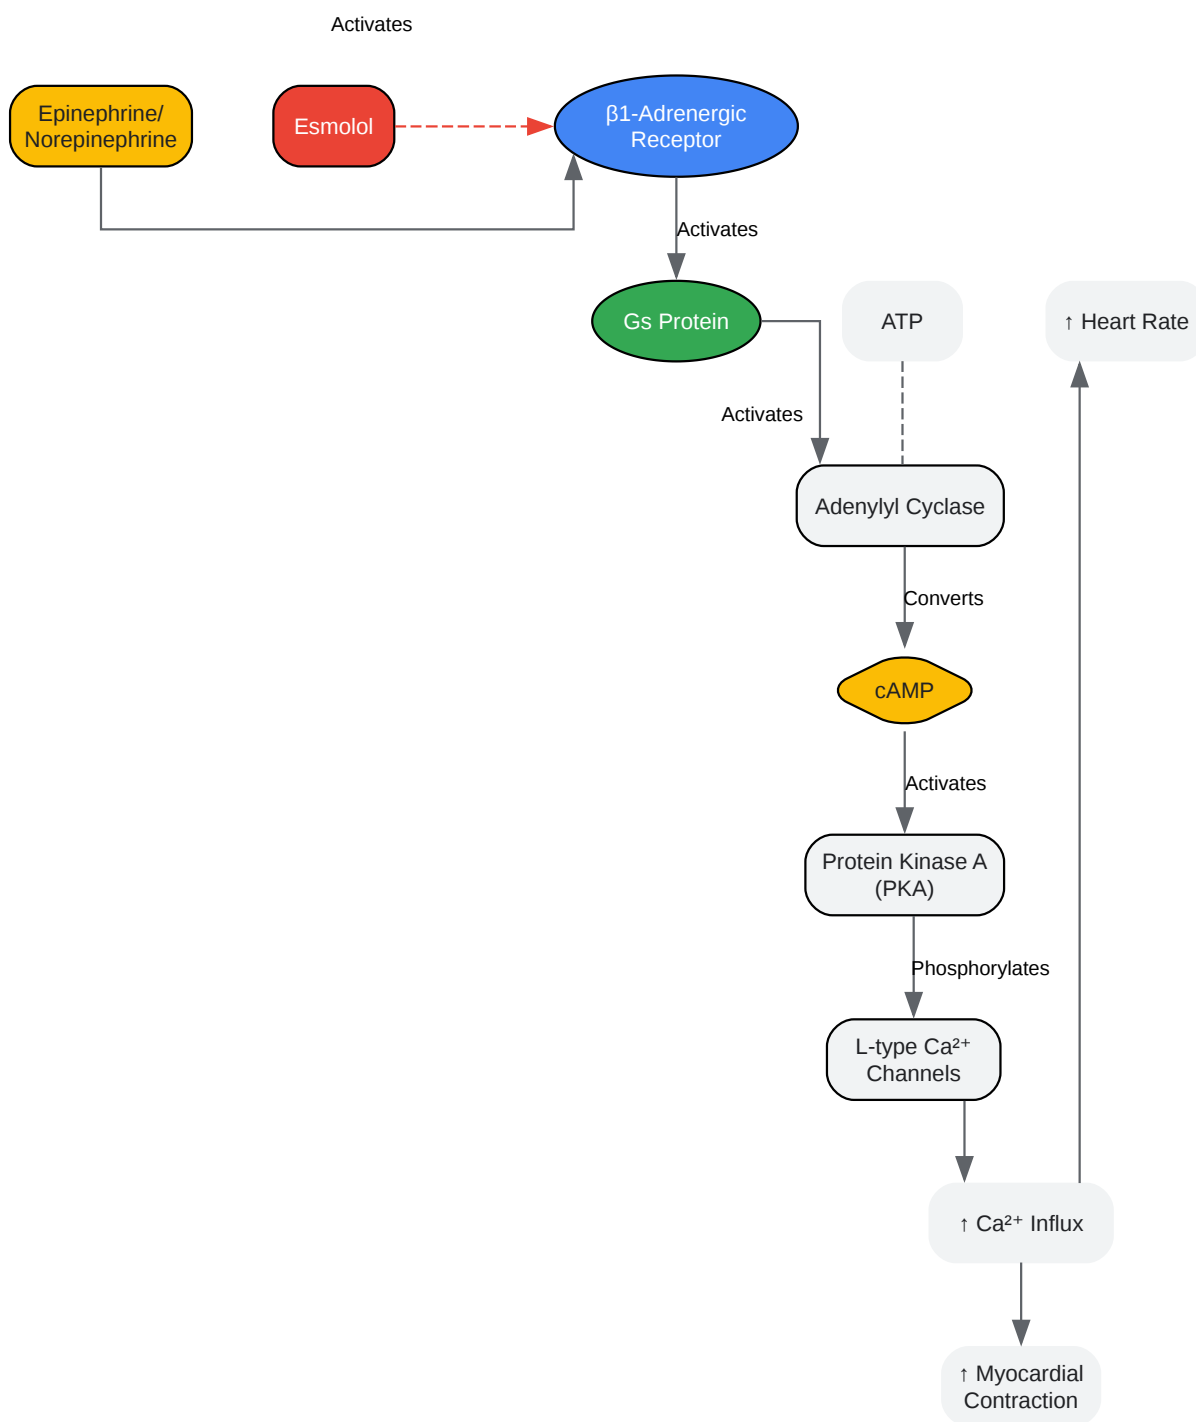 Activates
Epinephrine/
Norepinephrine
Esmolol
β1-Adrenergic
Receptor
Activates
Gs Protein
ATP
↑ Heart Rate
Activates
Adenylyl Cyclase
Converts
cAMP
Activates
Protein Kinase A
(PKA)
Phosphorylates
L-type Ca²⁺
Channels
↑ Ca²⁺ Influx
↑ Myocardial
Contraction